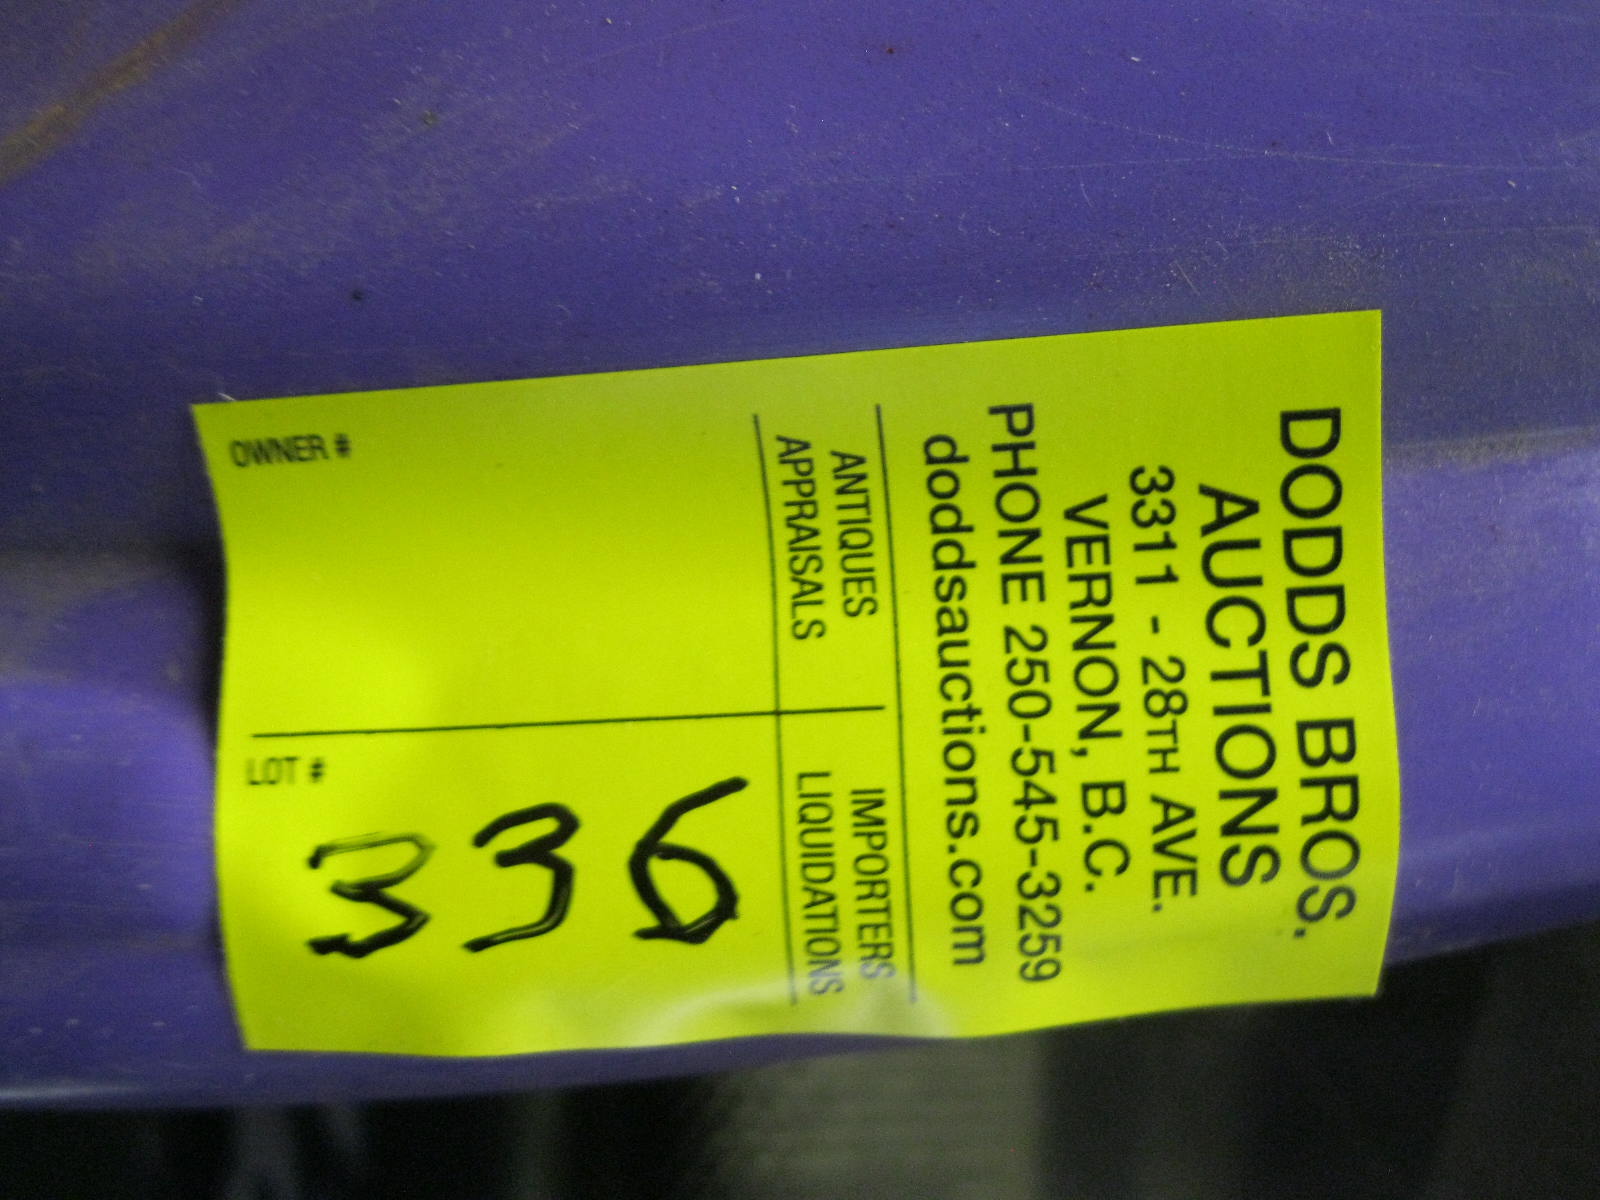 DODDS BROS.
AUCTIONS
3311 - 28TH AVE.
VERNON, B.C.
PHONE 250-545-3259
doddsauctions.com
ANTIQUES IMPORTERS
APPRAISALS LIQUIDATIONS
OWNER #
LOT #
336